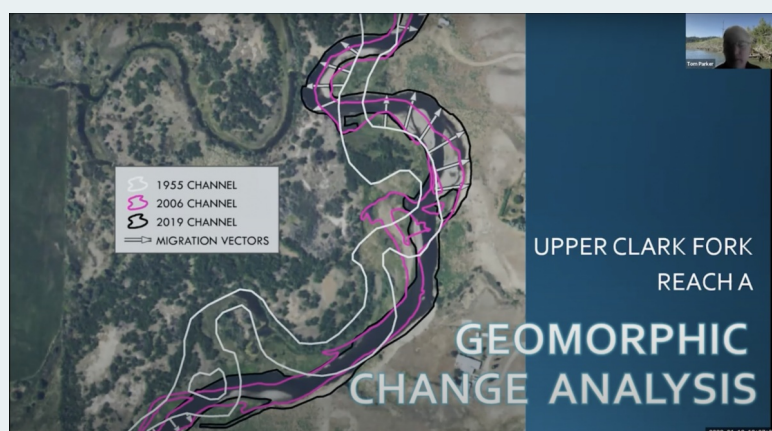 Tom Parker
1955 CHANNEL
2006 CHANNEL
2019 CHANNEL
MIGRATION VECTORS
UPPER CLARK FORK
REACH A
GEOMORPHIC
CHANGE ANALYSIS